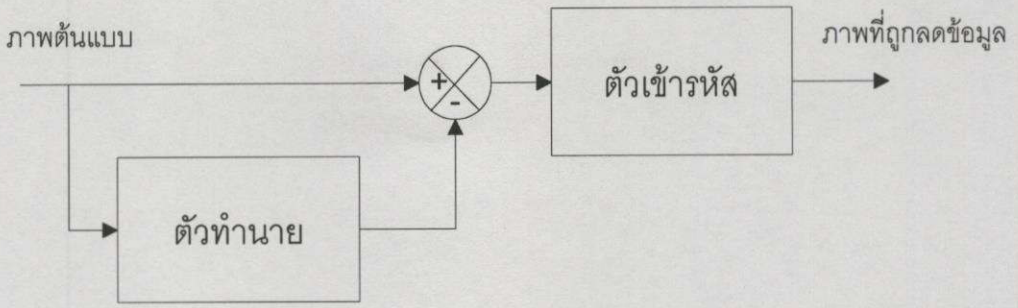 ภาพต้นแบบ
+
-
ตัวเข้ารหัส
ภาพที่ถูกลดข้อมูล
ตัวทำนาย